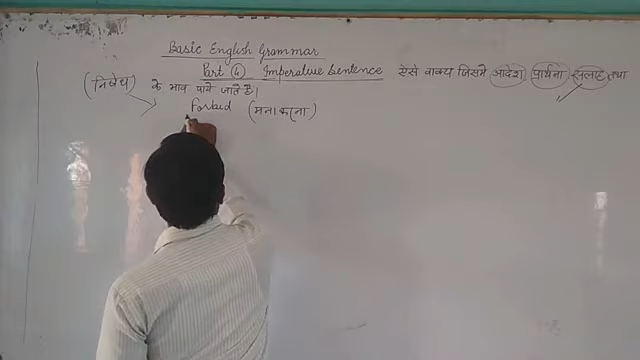 Basic English Grammar
Part (4) Imperative Sentence ऐसे वाक्य जिसमे आदेश प्रार्थना सलाह तथा
(निषेध) के भाव पाये जाते है।
Forbid (मना करना)